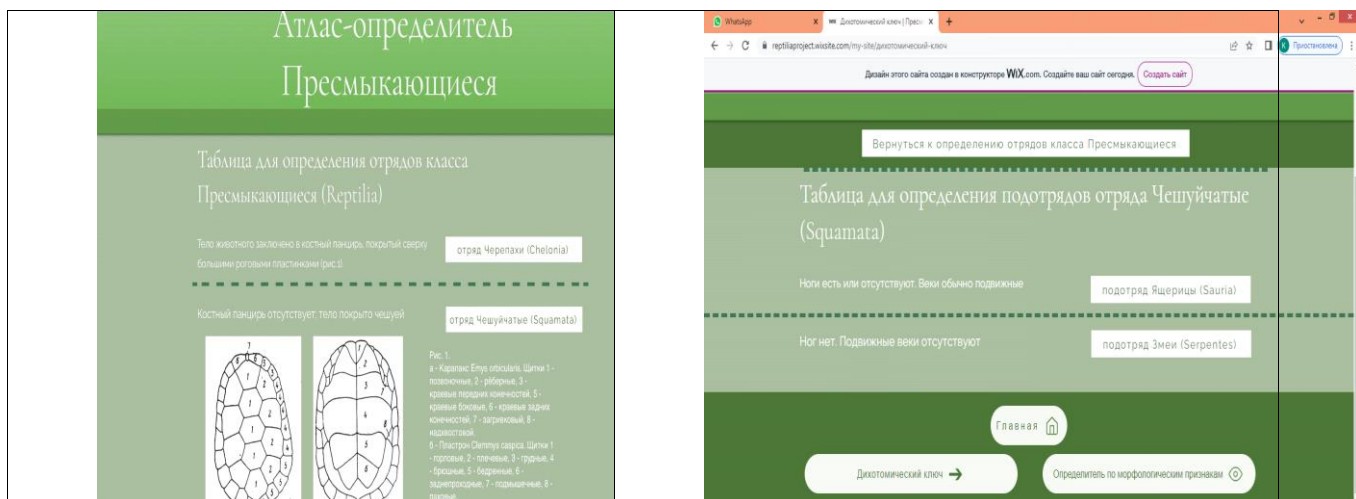 Атлас-определитель
Пресмыкающиеся
Таблица для определения отрядов класса
Пресмыкающиеся (Reptilia)
Тело животного заключено в костный панцирь, покрытый сверху
большими роговыми пластинками (рис.1)
отряд Черепахи (Chelonia)
Костный панцирь отсутствует, тело покрыто чешуей
отряд Чешуйчатые (Squamata)
Рис. 1.
а - Карапакс Emys orbicularis. Щитки 1 -
позвоночные, 2 - рёберные, 3 -
краевые передних конечностей, 5 -
краевые боковые, 6 - краевые задних
конечностей, 7 - загривковый, 8 -
надхвостовой.
б - Пластрон Clemmys caspica. Щитки 1
- горловые, 2 - плечевые, 3 - грудные, 4
- брюшные, 5 - бедренные, 6 -
заднепроходные, 7 - подмышечные, 8 -
паховые.
WhatsApp
Дихотомический ключ | Пресм
reptiliaproject.wixsite.com/my-site/дихотомический-ключ
Приостановлена
Дизайн этого сайта создан в конструкторе WiX.com. Создайте ваш сайт сегодня.
Создать сайт
Вернуться к определению отрядов класса Пресмыкающиеся
Таблица для определения подотрядов отряда Чешуйчатые
(Squamata)
Ноги есть или отсутствуют. Веки обычно подвижные
подотряд Ящерицы (Sauria)
Ног нет. Подвижные веки отсутствуют
подотряд Змеи (Serpentes)
Главная
Дихотомический ключ
Определитель по морфологическим признакам